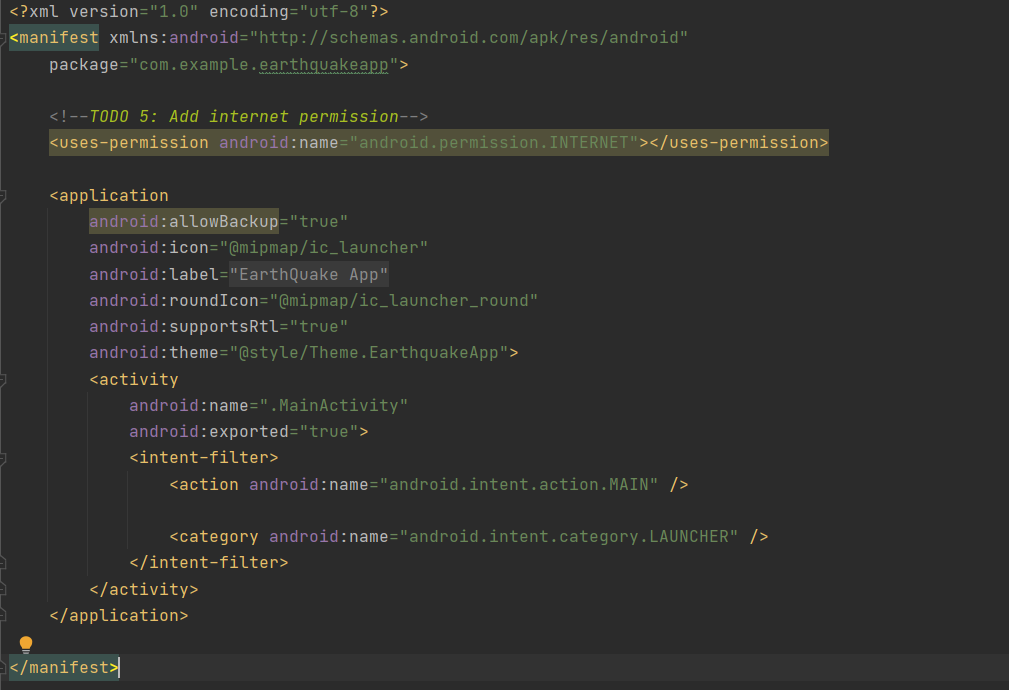 <?xml version="1.0" encoding="utf-8"?>
<manifest xmlns:android="http://schemas.android.com/apk/res/android"
    package="com.example.earthquakeapp">

    <!--TODO 5: Add internet permission-->
    <uses-permission android:name="android.permission.INTERNET"></uses-permission>

    <application
        android:allowBackup="true"
        android:icon="@mipmap/ic_launcher"
        android:label="EarthQuake App"
        android:roundIcon="@mipmap/ic_launcher_round"
        android:supportsRtl="true"
        android:theme="@style/Theme.EarthquakeApp">
        <activity
            android:name=".MainActivity"
            android:exported="true">
            <intent-filter>
                <action android:name="android.intent.action.MAIN" />

                <category android:name="android.intent.category.LAUNCHER" />
            </intent-filter>
        </activity>
    </application>

</manifest>